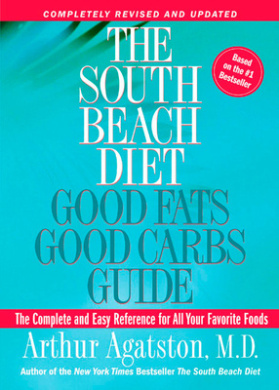 COMPLETELY REVISED AND UPDATED
THE
SOUTH
BEACH
DIET
Based
on the #1
Bestseller
GOOD FATS
GOOD CARBS
GUIDE
The Complete and Easy Reference for All Your Favorite Foods
Arthur Agatston, M.D.
Author of the New York Times Bestseller The South Beach Diet